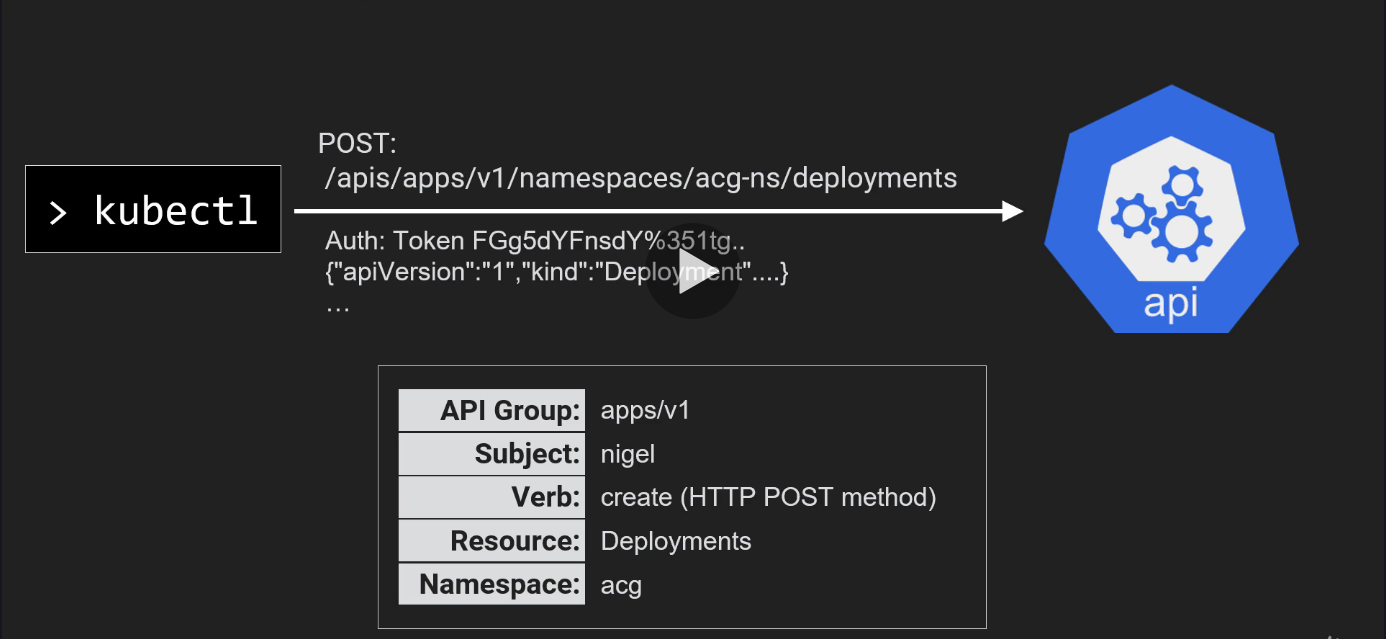 POST:
/apis/apps/v1/namespaces/acg-ns/deployments
> kubectl
Auth: Token FGg5dYFnsdY%351tg..
{"apiVersion":"1","kind":"Deployment"....}
...
api
API Group: apps/v1
Subject: nigel
Verb: create (HTTP POST method)
Resource: Deployments
Namespace: acg